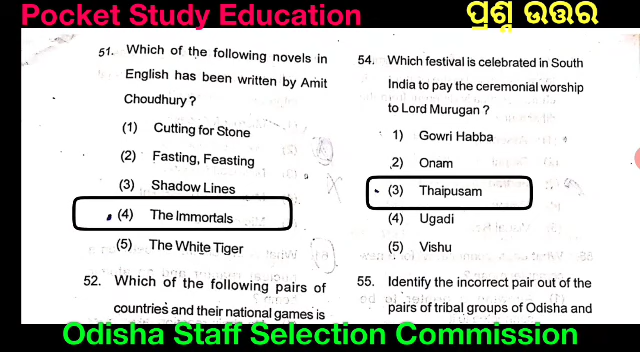 Pocket Study Education
ପ୍ରଶ୍ନ ଉତ୍ତର
51. Which of the following novels in
English has been written by Amit
Choudhury ?
(1) Cutting for Stone
(2) Fasting, Feasting
(3) Shadow Lines
(4) The Immortals
(5) The White Tiger
52. Which of the following pairs of
countries and their national games is
54. Which festival is celebrated in South
India to pay the ceremonial worship
to Lord Murugan ?
1) Gowri Habba
2) Onam
(3) Thaipusam
(4) Ugadi
(5) Vishu
55. Identify the incorrect pair out of the
pairs of tribal groups of Odisha and
Odisha Staff Selection Commission